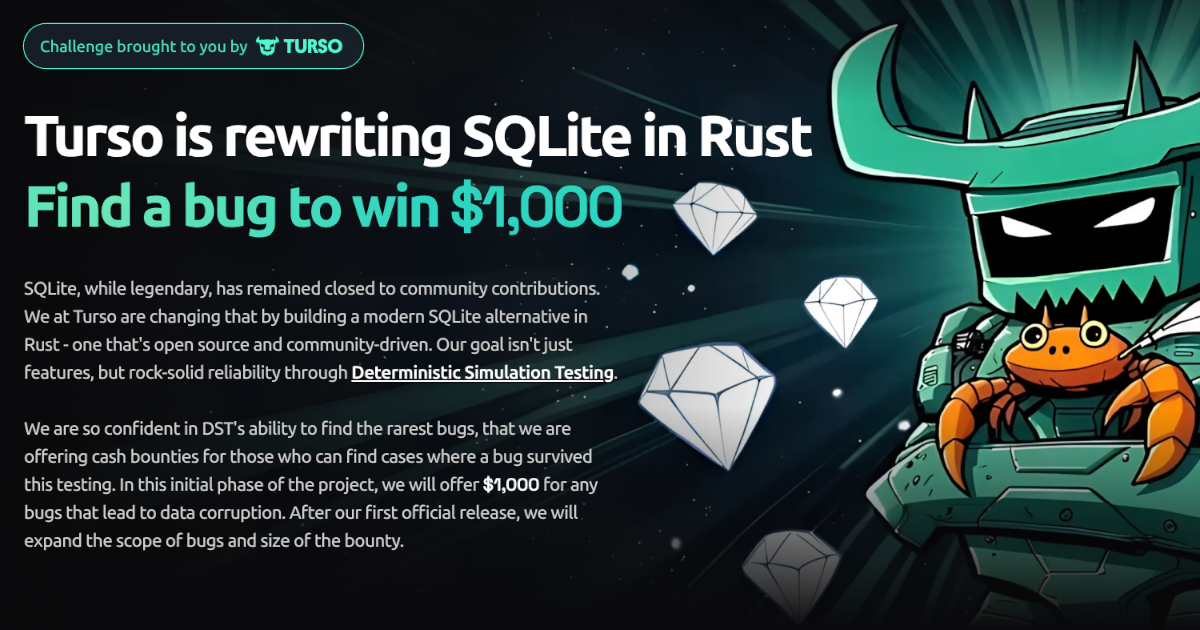 Challenge brought to you by TURSO
Turso is rewriting SQLite in Rust
Find a bug to win $1,000
SQLite, while legendary, has remained closed to community contributions.
We at Turso are changing that by building a modern SQLite alternative in
Rust - one that's open source and community-driven. Our goal isn't just
features, but rock-solid reliability through Deterministic Simulation Testing.
We are so confident in DST's ability to find the rarest bugs, that we are
offering cash bounties for those who can find cases where a bug survived
this testing. In this initial phase of the project, we will offer $1,000 for any
bugs that lead to data corruption. After our first official release, we will
expand the scope of bugs and size of the bounty.